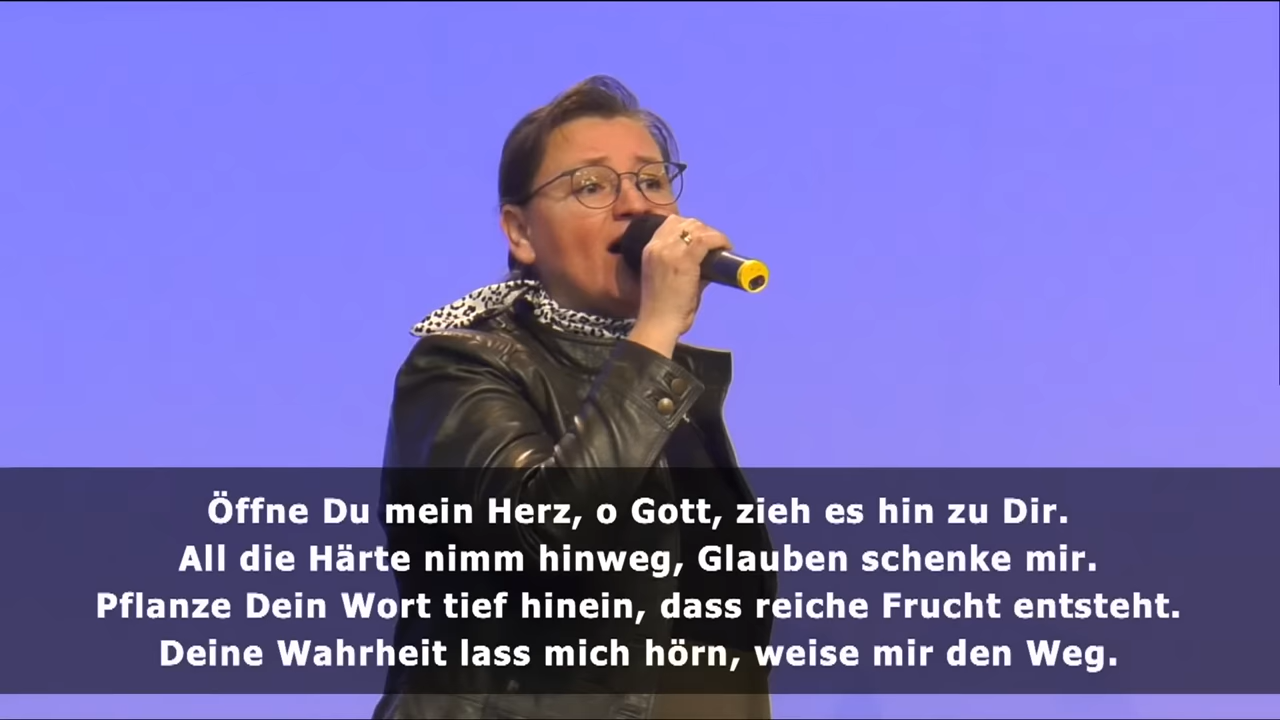 Öffne Du mein Herz, o Gott, zieh es hin zu Dir.
All die Härte nimm hinweg, Glauben schenke mir.
Pflanze Dein Wort tief hinein, dass reiche Frucht entsteht.
Deine Wahrheit lass mich hörn, weise mir den Weg.